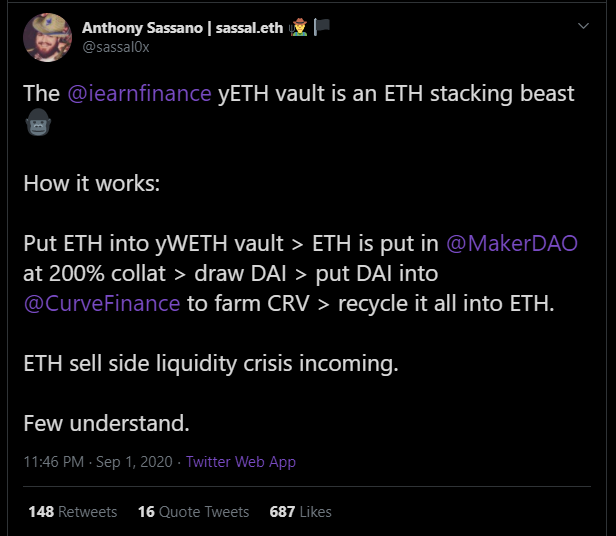 Anthony Sassano | sassal.eth
@sassal0x
The @iearnfinance yETH vault is an ETH stacking beast
How it works:
Put ETH into yWETH vault > ETH is put in @MakerDAO
at 200% collat > draw DAI > put DAI into
@CurveFinance to farm CRV > recycle it all into ETH.
ETH sell side liquidity crisis incoming.
Few understand.
11:46 PM · Sep 1, 2020 · Twitter Web App
148 Retweets 16 Quote Tweets 687 Likes